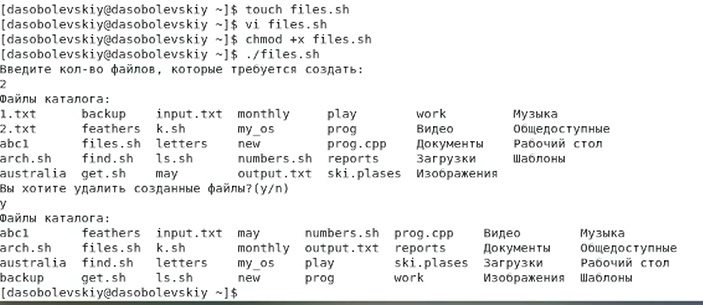 [dasobolevskiy@dasobolevskiy ~]$ touch files.sh
[dasobolevskiy@dasobolevskiy ~]$ vi files.sh
[dasobolevskiy@dasobolevskiy ~]$ chmod +x files.sh
[dasobolevskiy@dasobolevskiy ~]$ ./files.sh
Введите кол-во файлов, которые требуется создать:
2
Файлы каталога:
1.txt backup input.txt monthly play work Музыка
2.txt feathers k.sh my_os prog Видео Общедоступные
abc1 files.sh letters new prog.cpp Документы Рабочий стол
arch.sh find.sh ls.sh numbers.sh reports Загрузки Шаблоны
australia get.sh may output.txt ski.plases Изображения
Вы хотите удалить созданные файлы?(y/n)
y
Файлы каталога:
abc1 feathers input.txt may numbers.sh prog.cpp Видео Музыка
arch.sh files.sh k.sh monthly output.txt reports Документы Общедоступные
australia find.sh letters my_os play ski.plases Загрузки Рабочий стол
backup get.sh ls.sh new prog work Изображения Шаблоны
[dasobolevskiy@dasobolevskiy ~]$